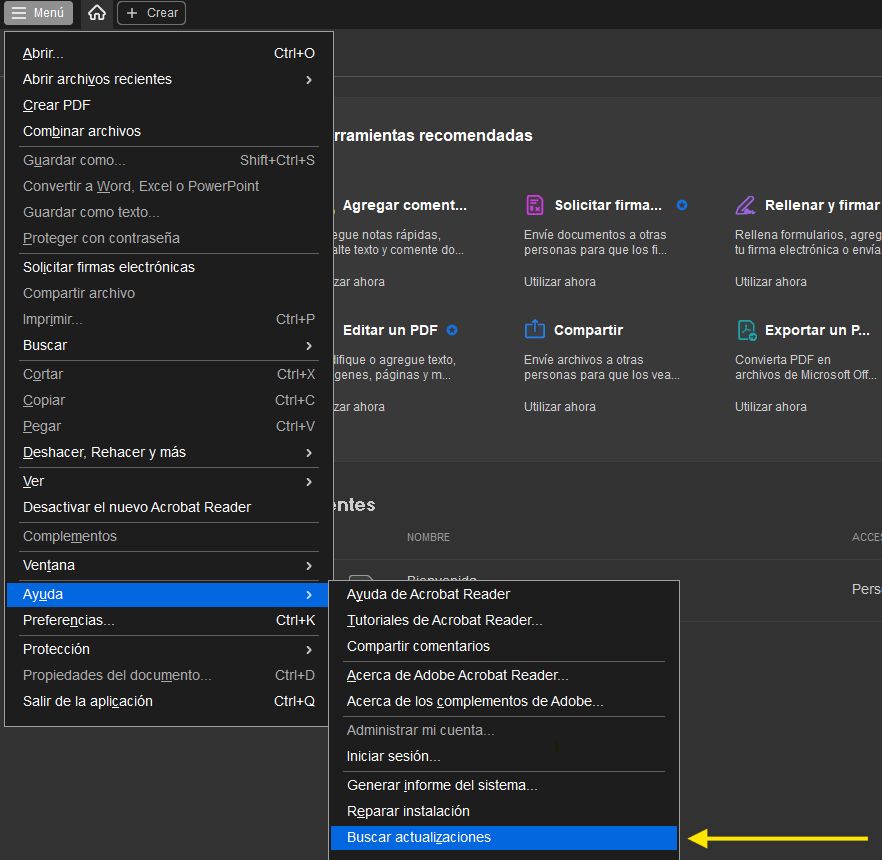 Menú
Crear
Abrir... Ctrl+O
Abrir archivos recientes
Crear PDF
Combinar archivos
Guardar como... Shift+Ctrl+S
Convertir a Word, Excel o PowerPoint
Guardar como texto...
Proteger con contraseña
Solicitar firmas electrónicas
Compartir archivo
Imprimir... Ctrl+P
Buscar
Cortar Ctrl+X
Copiar Ctrl+C
Pegar Ctrl+V
Deshacer, Rehacer y más
Ver
Desactivar el nuevo Acrobat Reader
Complementos
Ventana
Ayuda
Preferencias... Ctrl+K
Protección
Propiedades del documento... Ctrl+D
Salir de la aplicación Ctrl+Q
rramientas recomendadas
Agregar coment...
egue notas rápidas,
alte texto y comente do...
zar ahora
Solicitar firma...
Envíe documentos a otras
personas para que los fi...
Utilizar ahora
Rellenar y firmar
Rellena formularios, agreg
tu firma electrónica o envía
Utilizar ahora
Editar un PDF
difique o agregue texto,
genes, páginas y m...
zar ahora
Compartir
Envíe archivos a otras
personas para que los vea...
Utilizar ahora
Exportar un P...
Convierta PDF en
archivos de Microsoft Off...
Utilizar ahora
entes
NOMBRE
ACCES
Bienvenida
Perso
Ayuda de Acrobat Reader
Tutoriales de Acrobat Reader...
Compartir comentarios
Acerca de Adobe Acrobat Reader...
Acerca de los complementos de Adobe...
Administrar mi cuenta...
Iniciar sesión...
Generar informe del sistema...
Reparar instalación
Buscar actualizaciones